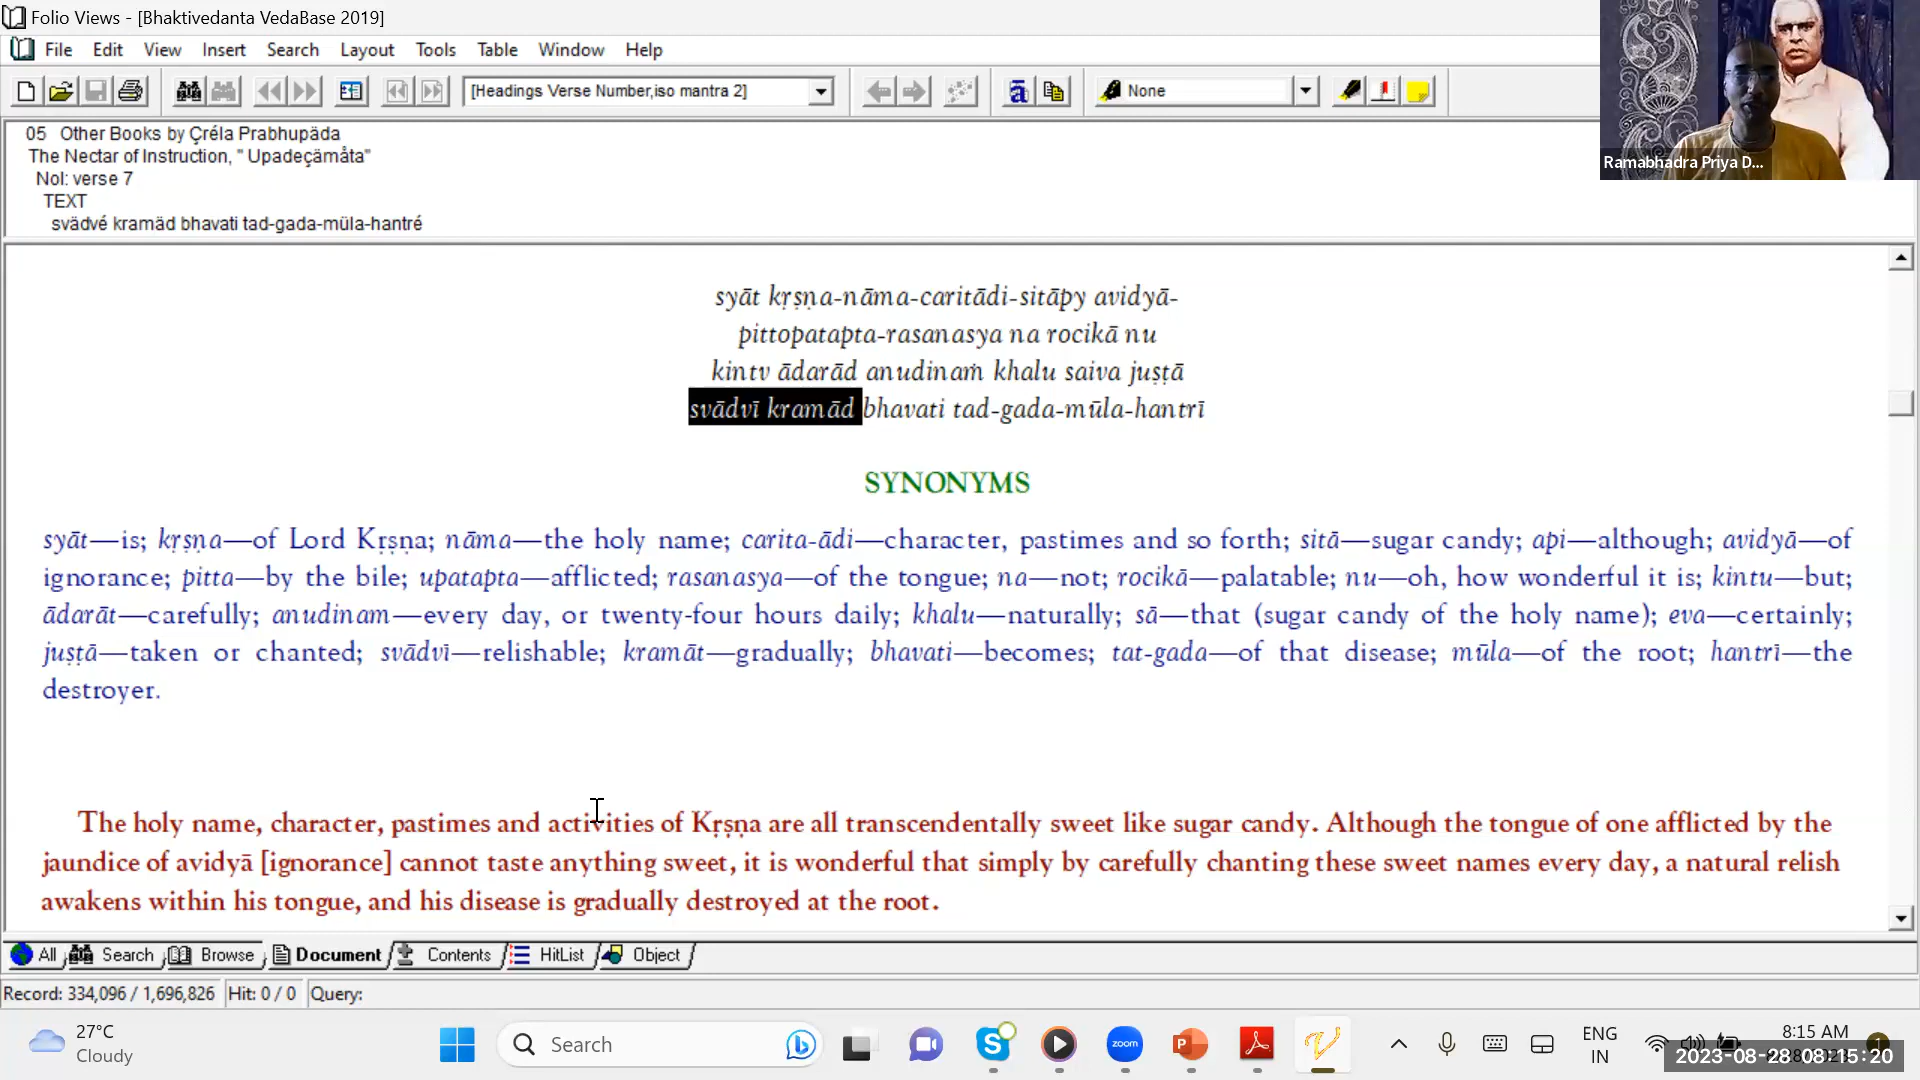 Folio Views - [Bhaktivedanta VedaBase 2019]
File Edit View Insert Search Layout Tools Table Window Help
[Headings Verse Number,iso mantra 2]
None
Ramabhadra Priya D...
05 Other Books by Çréla Prabhupäda
The Nectar of Instruction, " Upadeçämåta"
NoI: verse 7
TEXT
svädvé kramäd bhavati tad-gada-müla-hantré
syāt kṛṣṇa-nāma-caritādi-sitāpy avidyā-
pittopatapta-rasanasya na rocikā nu
kintv ādarād anudinaṁ khalu saiva juṣṭā
svādvī kramād bhavati tad-gada-mūla-hantrī
SYNONYMS
syāt—is; kṛṣṇa—of Lord Kṛṣṇa; nāma—the holy name; carita-ādi—character, pastimes and so forth; sitā—sugar candy; api—although; avidyā—of
ignorance; pitta—by the bile; upatapta—afflicted; rasanasya—of the tongue; na—not; rocikā—palatable; nu—oh, how wonderful it is; kintu—but;
ādarāt—carefully; anudinam—every day, or twenty-four hours daily; khalu—naturally; sā—that (sugar candy of the holy name); eva—certainly;
juṣṭā—taken or chanted; svādvī—relishable; kramāt—gradually; bhavati—becomes; tat-gada—of that disease; mūla—of the root; hantrī—the
destroyer.
The holy name, character, pastimes and activities of Kṛṣṇa are all transcendentally sweet like sugar candy. Although the tongue of one afflicted by the
jaundice of avidyā [ignorance] cannot taste anything sweet, it is wonderful that simply by carefully chanting these sweet names every day, a natural relish
awakens within his tongue, and his disease is gradually destroyed at the root.
All Search Browse Document Contents HitList Object
Record: 334,096 / 1,696,826 Hit: 0 / 0 Query:
27°C
Cloudy
Search
zoom
ENG
IN
8:15 AM
2023-08-28 08:15:20